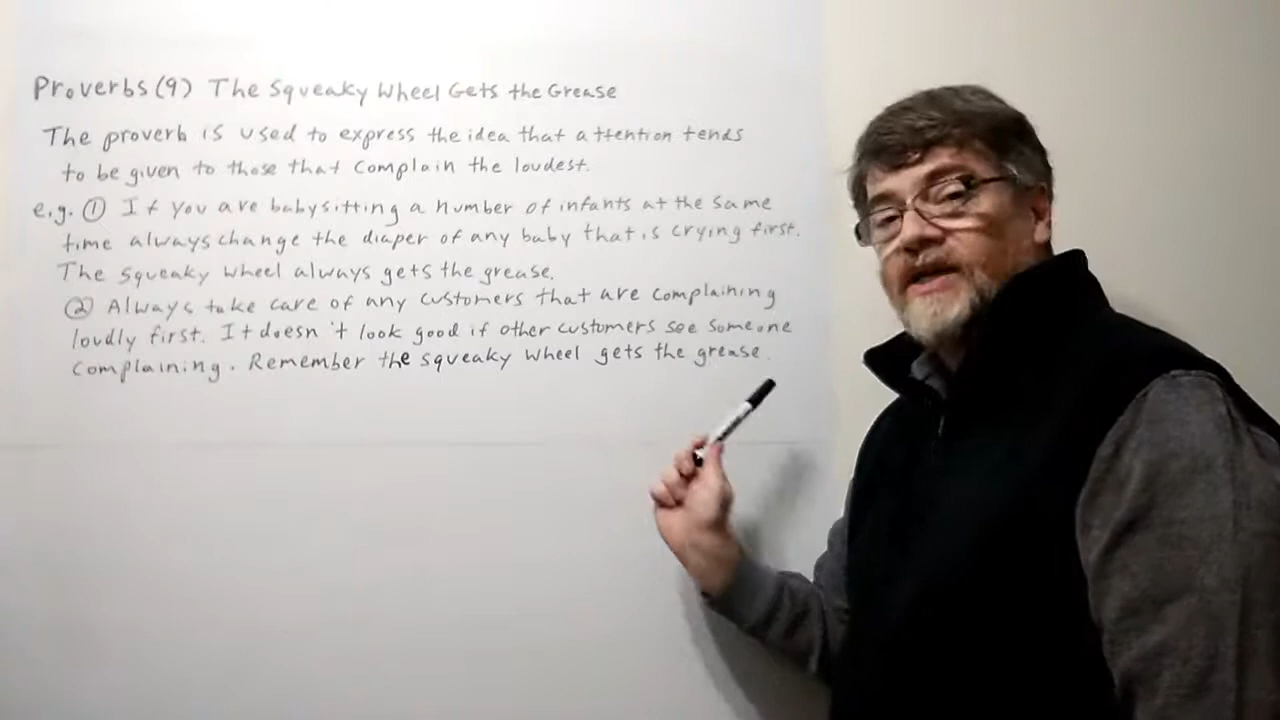 Proverbs (9) The Squeaky Wheel Gets the Grease
The proverb is used to express the idea that attention tends
to be given to those that complain the loudest.
e.g. ① If you are babysitting a number of infants at the same
time always change the diaper of any baby that is crying first.
The squeaky wheel always gets the grease.
② Always take care of any customers that are complaining
loudly first. It doesn't look good if other customers see someone
complaining. Remember the squeaky wheel gets the grease.